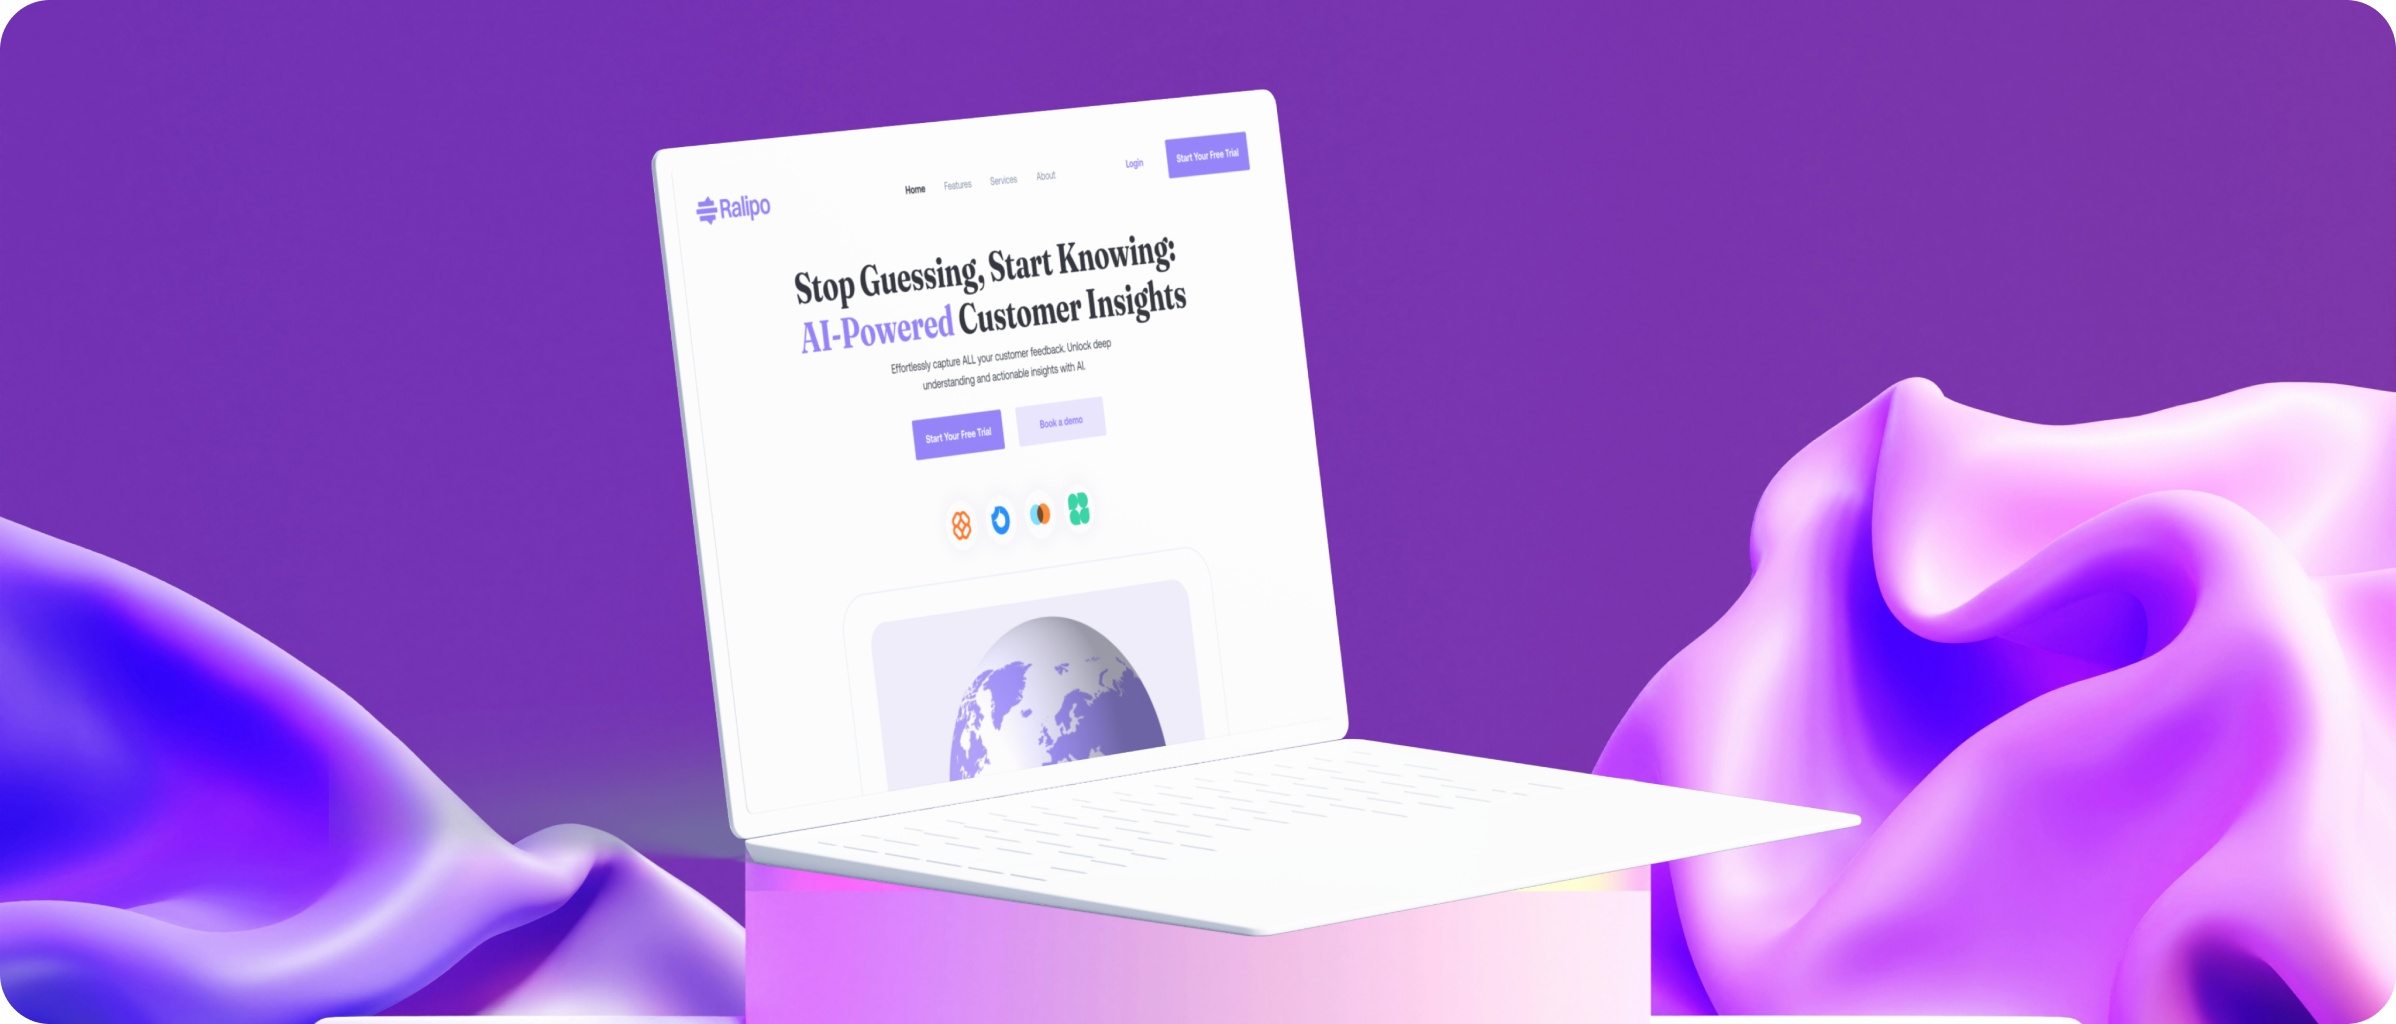 Ralipo
Home Features Services About
Login Start Your Free Trial
Stop Guessing, Start Knowing:
AI-Powered Customer Insights
Effortlessly capture ALL your customer feedback. Unlock deep
understanding and actionable insights with AI.
Start Your Free Trial Book a demo